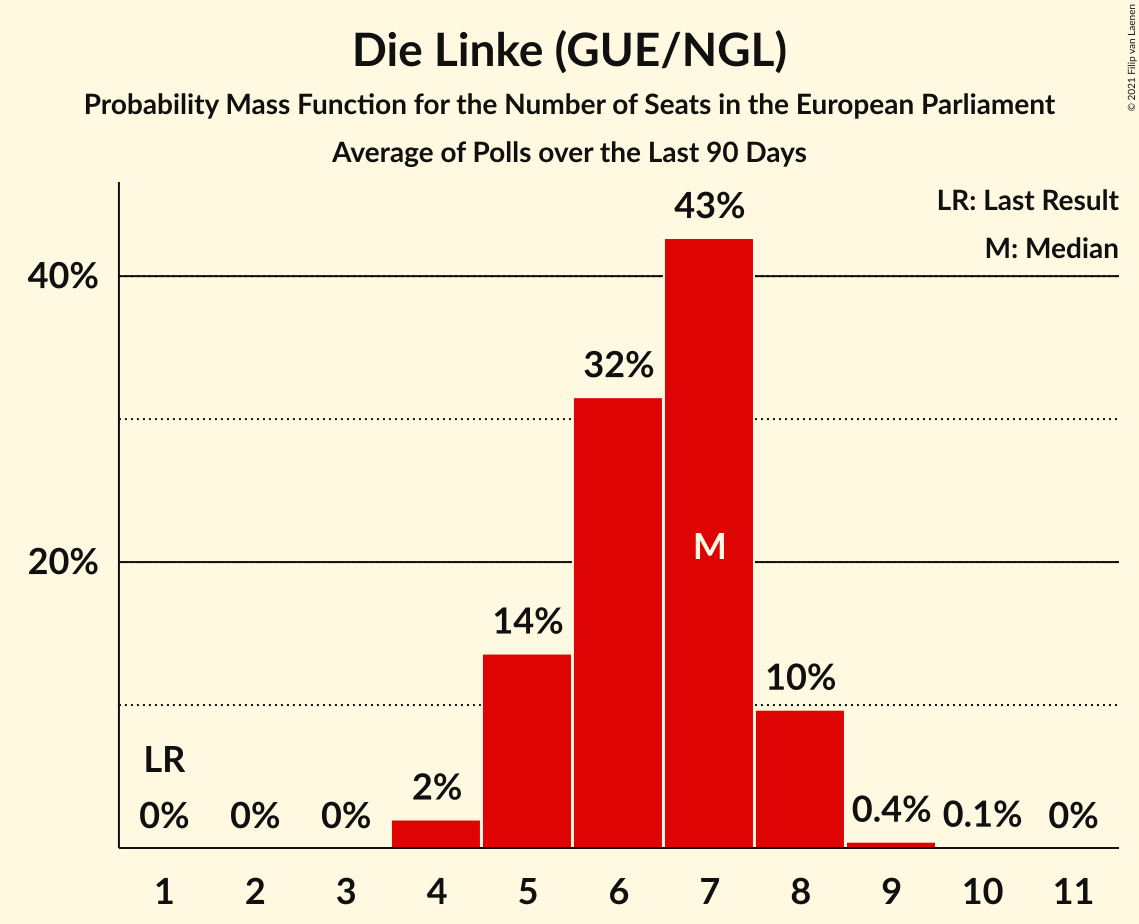 Die Linke (GUE/NGL)
Probability Mass Function for the Number of Seats in the European Parliament
Average of Polls over the Last 90 Days
© 2021 Filip van Laenen
LR: Last Result
M: Median
43%
40%
32%
M
20%
14%
10%
LR
2%
0% 0% 0% 0.4% 0.1% 0%
1 2 3 4 5 6 7 8 9 10 11